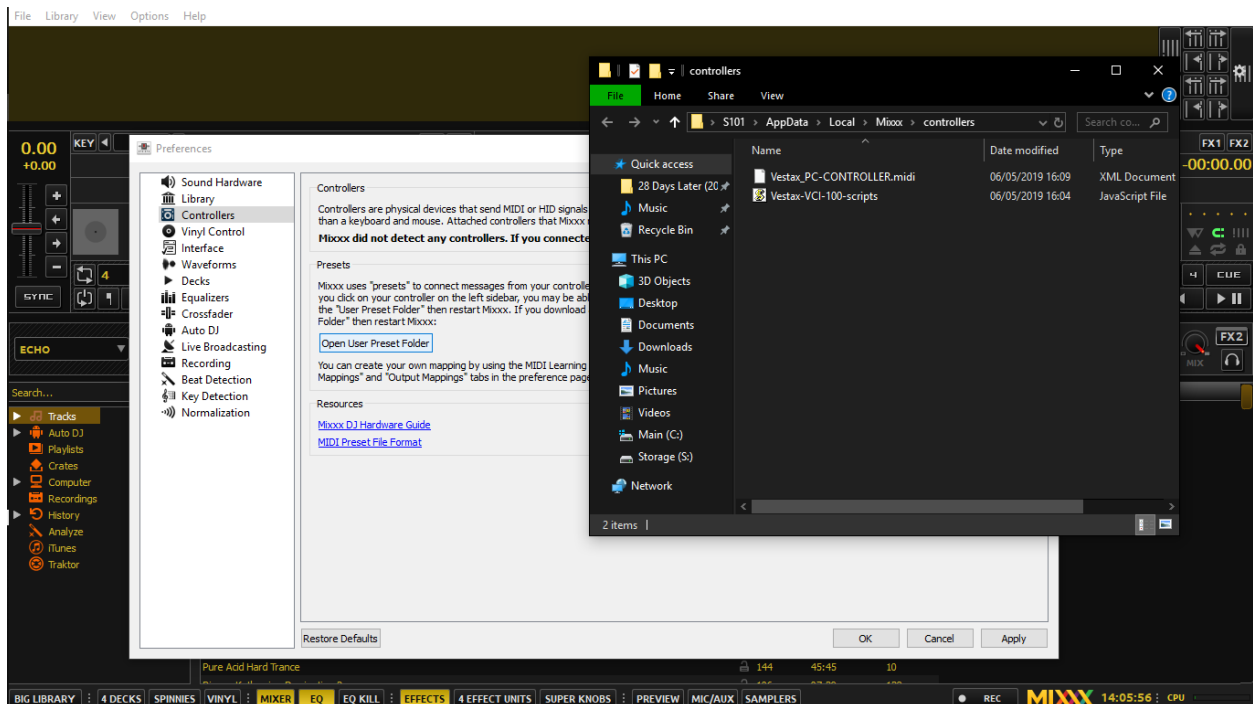 File Library View Options Help
controllers
File Home Share View
S101 > AppData > Local > Mixxx > controllers
Search co...
Name Date modified Type
Vestax_PC-CONTROLLER.midi 06/05/2019 16:09 XML Document
Vestax-VCI-100-scripts 06/05/2019 16:04 JavaScript File
Quick access
28 Days Later (20
Music
Recycle Bin
This PC
3D Objects
Desktop
Documents
Downloads
Music
Pictures
Videos
Main (C:)
Storage (S:)
Network
2 items
0.00
+0.00
KEY
4
SYNC
ECHO
Search...
Tracks
Auto DJ
Playlists
Crates
Computer
Recordings
History
Analyze
iTunes
Traktor
Preferences
Sound Hardware
Library
Controllers
Vinyl Control
Interface
Waveforms
Decks
Equalizers
Crossfader
Auto DJ
Live Broadcasting
Recording
Beat Detection
Key Detection
Normalization
Controllers
Controllers are physical devices that send MIDI or HID signals
than a keyboard and mouse. Attached controllers that Mixxx
Mixxx did not detect any controllers. If you connecte
Presets
Mixxx uses "presets" to connect messages from your controlle
you click on your controller on the left sidebar, you may be ab
the "User Preset Folder" then restart Mixxx. If you download
Folder" then restart Mixxx:
Open User Preset Folder
You can create your own mapping by using the MIDI Learning
Mappings" and "Output Mappings" tabs in the preference page
Resources
Mixxx DJ Hardware Guide
MIDI Preset File Format
Restore Defaults OK Cancel Apply
FX1 FX2
-00:00.00
4 CUE
FX2
MIX
Pure Acid Hard Trance 144 45:45 10
BIG LIBRARY 4 DECKS SPINNIES VINYL MIXER EQ EQ KILL EFFECTS 4 EFFECT UNITS SUPER KNOBS PREVIEW MIC/AUX SAMPLERS REC MIXXX 14:05:56 CPU